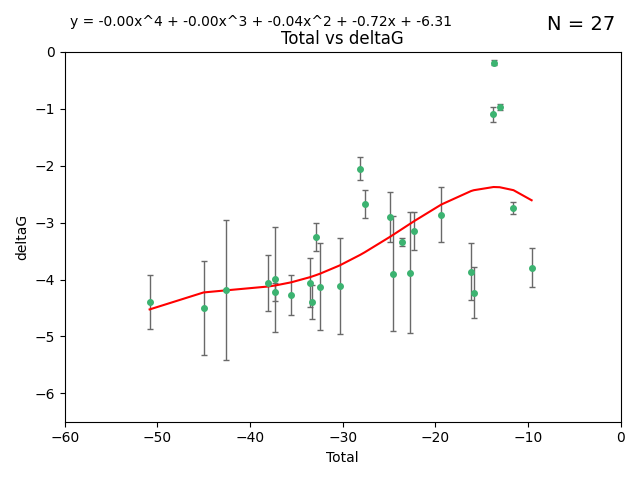 y = -0.00x^4 + -0.00x^3 + -0.04x^2 + -0.72x + -6.31
N = 27
Total vs deltaG
0
−1
−2
−3
−4
−5
−6
deltaG
−60 −50 −40 −30 −20 −10 0
Total